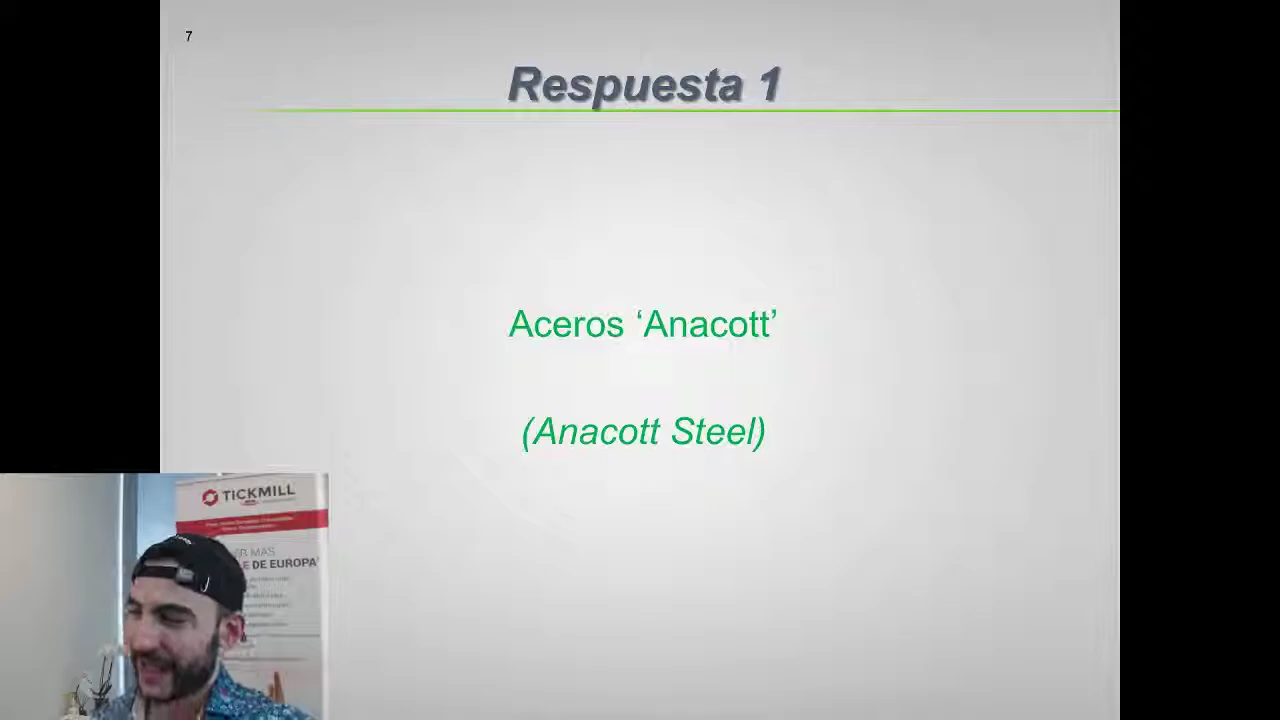 7
Respuesta 1
Aceros ‘Anacott’
(Anacott Steel)
TICKMILL
DE EUROPA